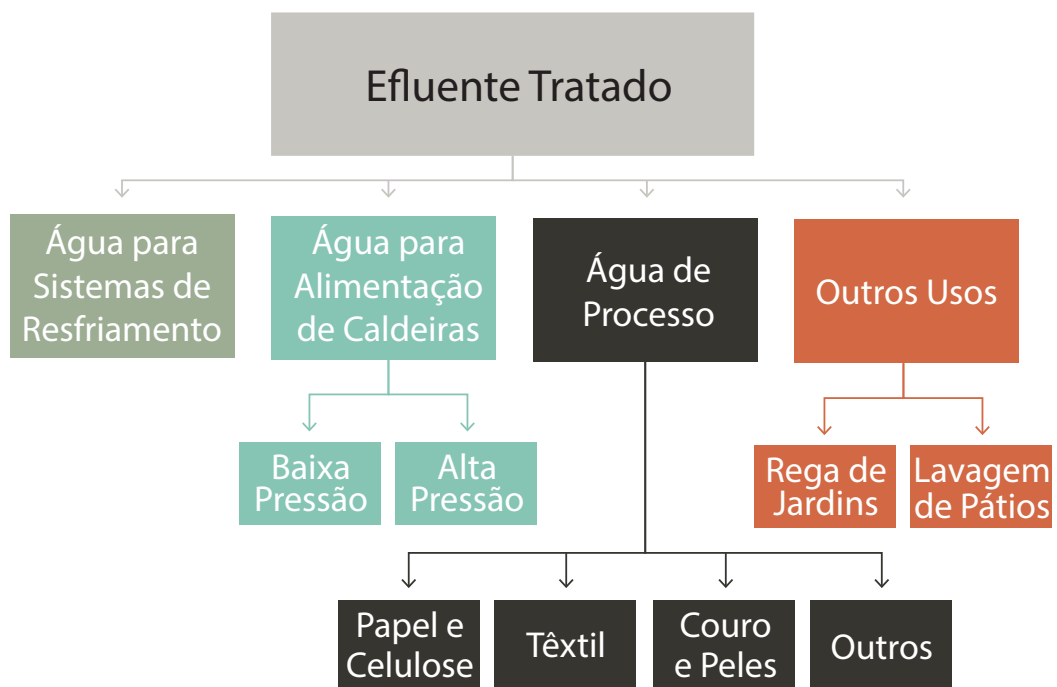 Efluente Tratado
Água para
Sistemas de
Resfriamento
Água para
Alimentação
de Caldeiras
Água de
Processo
Outros Usos
Baixa
Pressão
Alta
Pressão
Rega de
Jardins
Lavagem
de Pátios
Papel e
Celulose
Têxtil
Couro
e Peles
Outros